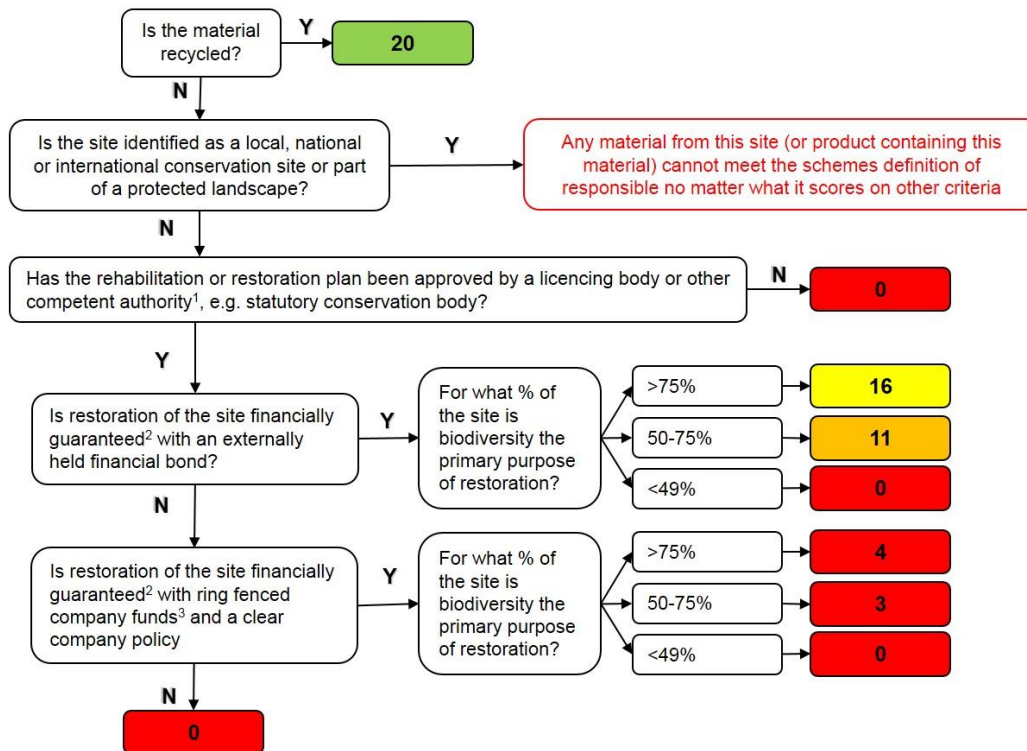 Is the material
recycled?
Y
20
N
Is the site identified as a local, national
or international conservation site or part
of a protected landscape?
Y
Any material from this site (or product containing this
material) cannot meet the schemes definition of
responsible no matter what it scores on other criteria
N
Has the rehabilitation or restoration plan been approved by a licencing body or other
competent authority¹, e.g. statutory conservation body?
N
0
Y
Is restoration of the site financially
guaranteed² with an externally
held financial bond?
Y
For what % of
the site is
biodiversity the
primary purpose
of restoration?
>75%
16
50-75%
11
<49%
0
N
Is restoration of the site financially
guaranteed² with ring fenced
company funds³ and a clear
company policy
Y
For what % of
the site is
biodiversity the
primary purpose
of restoration?
>75%
4
50-75%
3
<49%
0
N
0